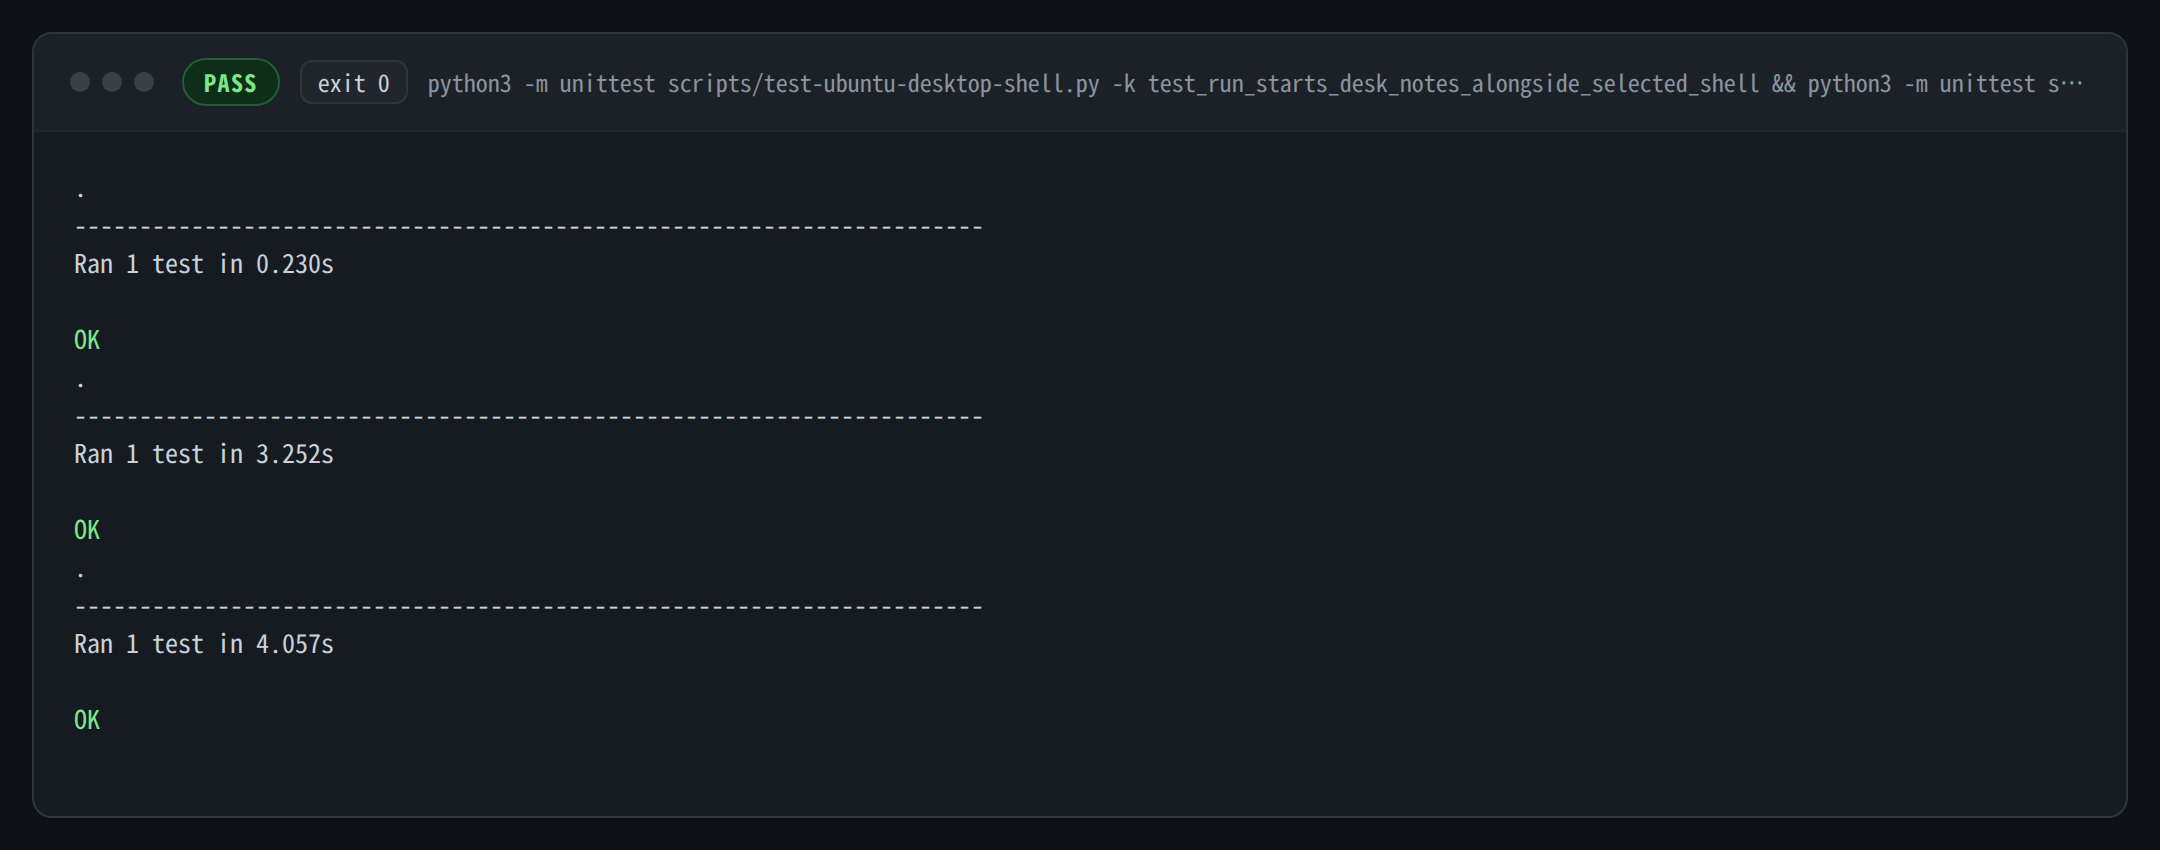 PASS exit 0 python3 -m unittest scripts/test-ubuntu-desktop-shell.py -k test_run_starts_desk_notes_alongside_selected_shell && python3 -m unittest s…
.
----------------------------------------------------------------------
Ran 1 test in 0.230s
OK
.
----------------------------------------------------------------------
Ran 1 test in 3.252s
OK
.
----------------------------------------------------------------------
Ran 1 test in 4.057s
OK